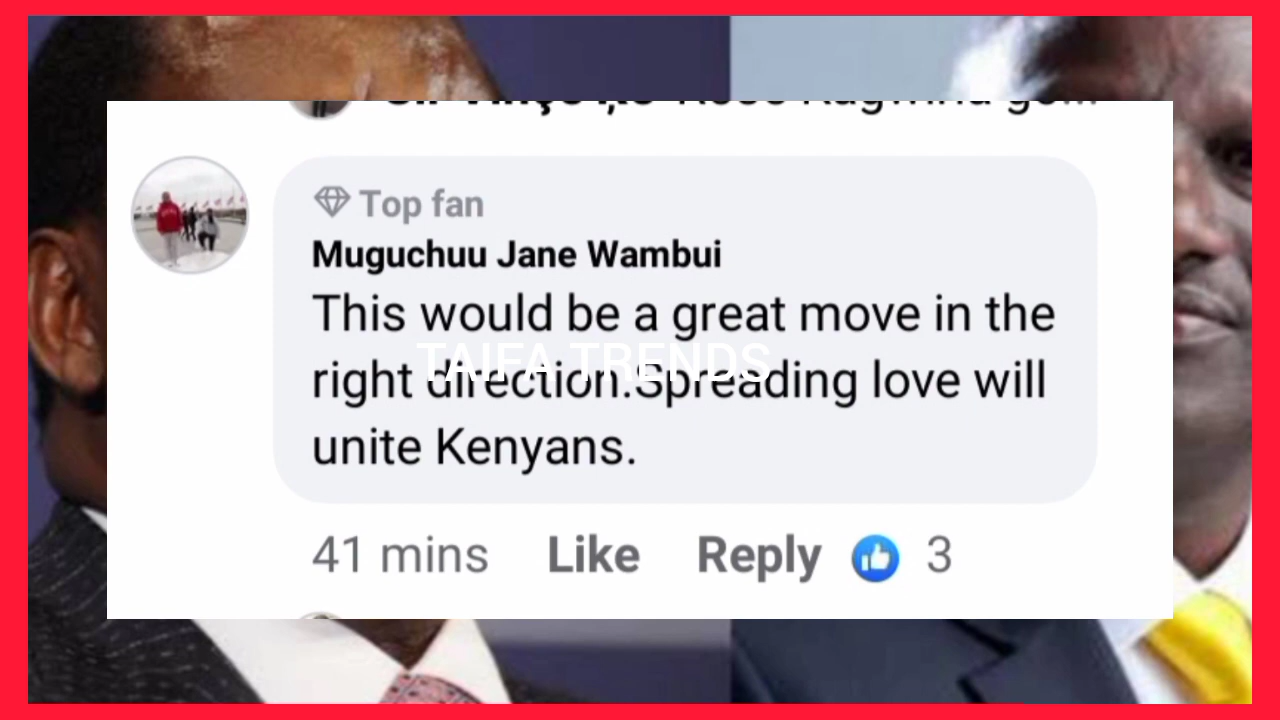 Top fan
Muguchuu Jane Wambui
This would be a great move in the
TAIFA TRENDS
right direction.Spreading love will
unite Kenyans.
41 mins Like Reply 3